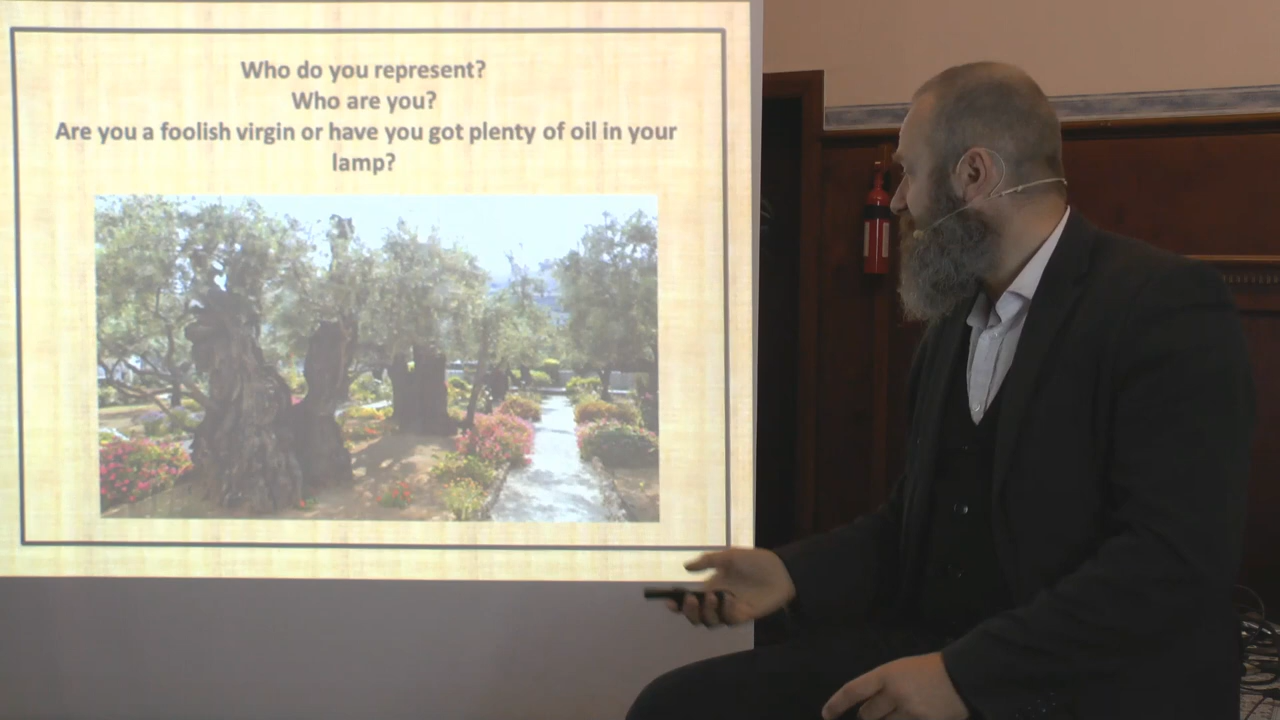 Who do you represent?
Who are you?
Are you a foolish virgin or have you got plenty of oil in your
lamp?